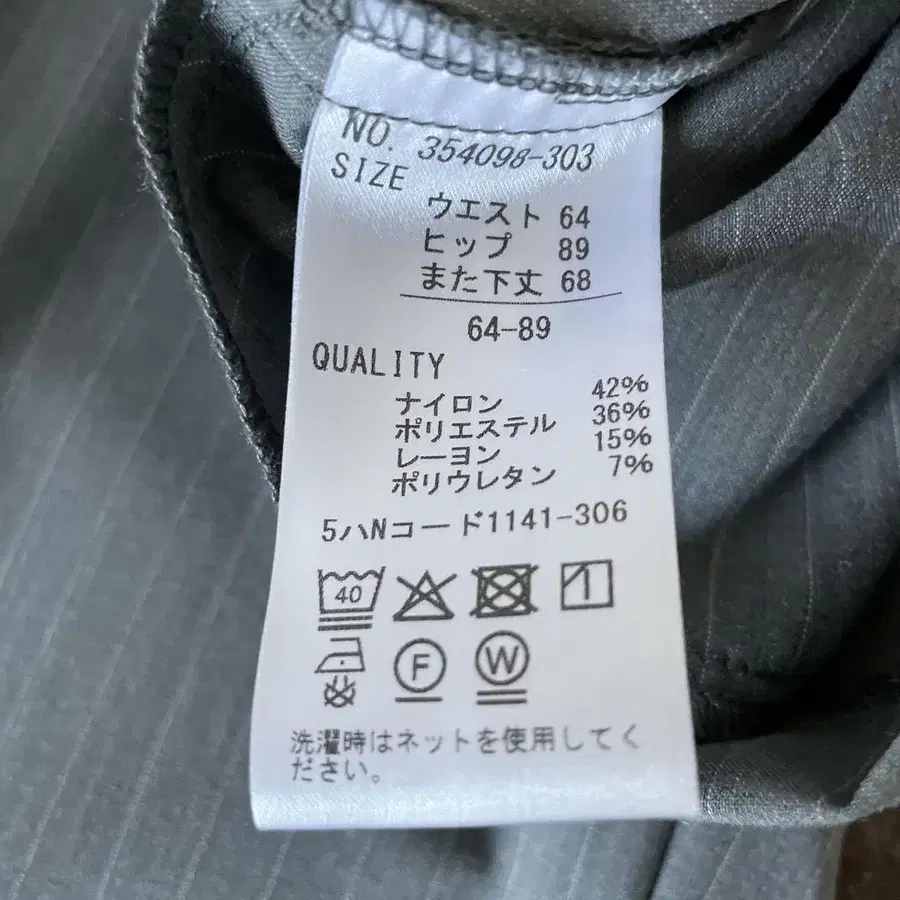 NO. 354098-303
SIZE
ウエスト 64
ヒップ 89
また下丈 68
64-89
QUALITY
ナイロン 42%
ポリエステル 36%
レーヨン 15%
ポリウレタン 7%
5ハNコード1141-306
40
F W
洗濯時はネットを使用してく
ださい。